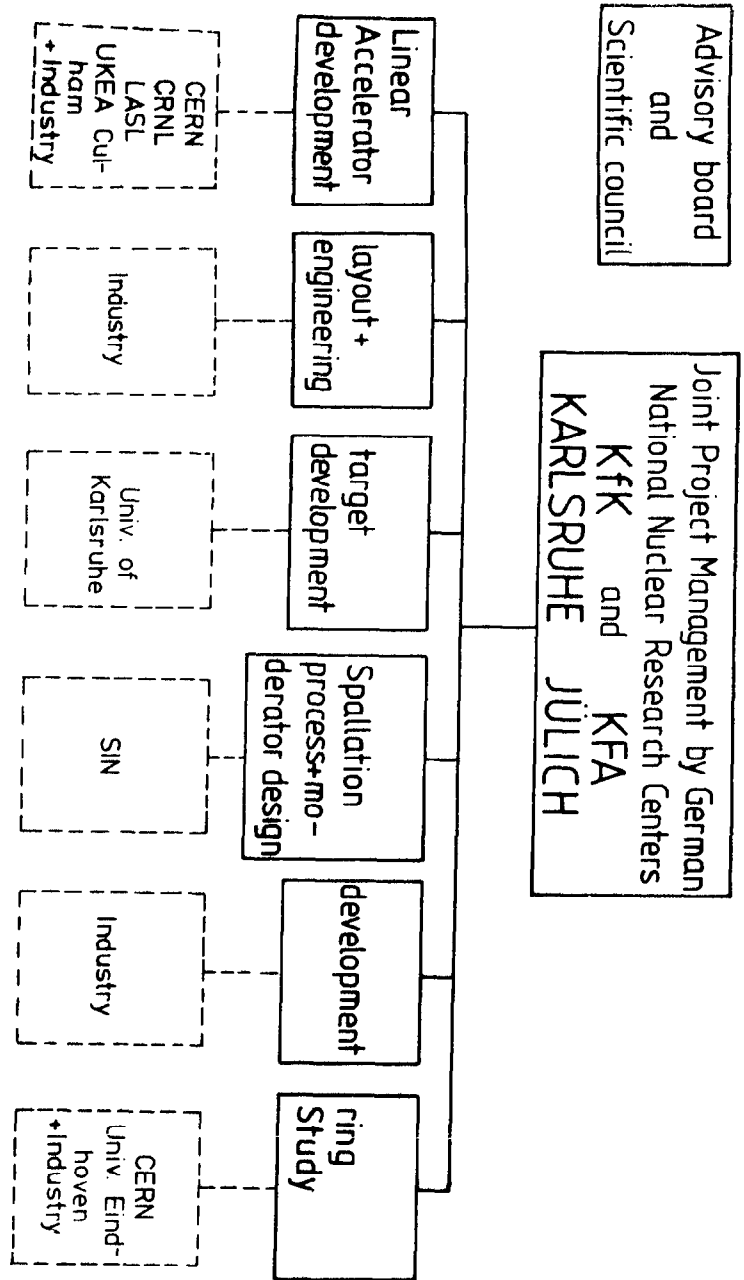 Advisory board
and
Scientific council
Joint Project Management by German
National Nuclear Research Centers
KfK and KFA
KARLSRUHE JÜLICH
Linear
Accelerator
development
layout+
engineering
target
development
Spallation
process+mo-
derator design
development
ring
Study
CERN
CRNL
LASL
UKEA Cul-
ham
+ Industry
Industry
Univ. of
Karlsruhe
SIN
Industry
CERN
Univ. Eind-
hoven
+Industry